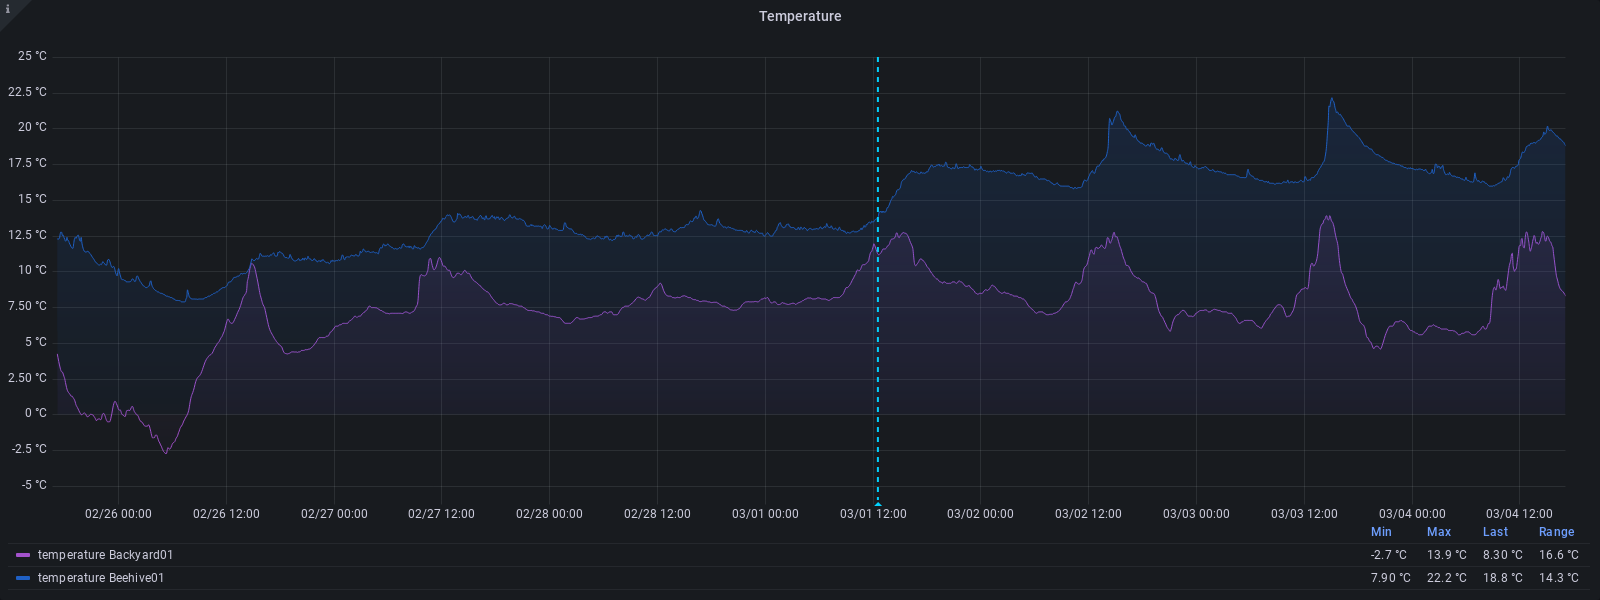 i
Temperature
25 °C
22.5 °C
20 °C
17.5 °C
15 °C
12.5 °C
10 °C
7.50 °C
5 °C
2.50 °C
0 °C
-2.5 °C
-5 °C
02/26 00:00 02/26 12:00 02/27 00:00 02/27 12:00 02/28 00:00 02/28 12:00 03/01 00:00 03/01 12:00 03/02 00:00 03/02 12:00 03/03 00:00 03/03 12:00 03/04 00:00 03/04 12:00
Min Max Last Range
temperature Backyard01 -2.7 °C 13.9 °C 8.30 °C 16.6 °C
temperature Beehive01 7.90 °C 22.2 °C 18.8 °C 14.3 °C